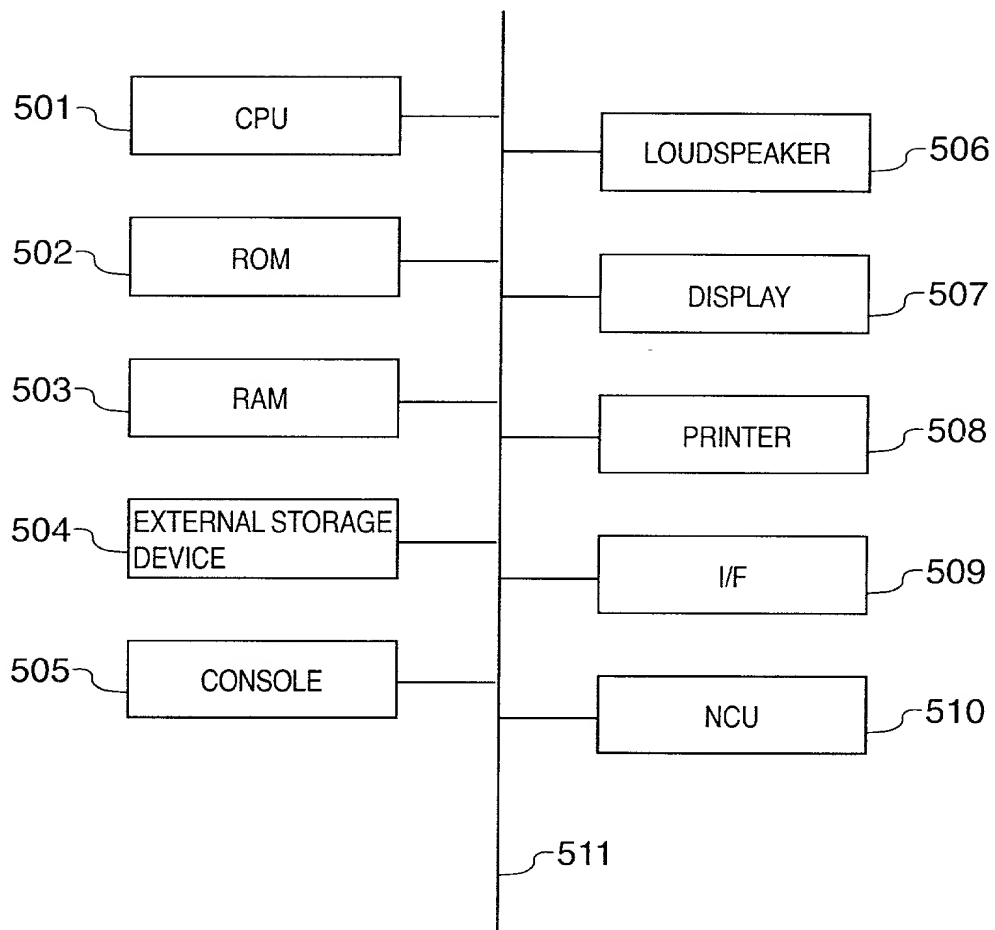 501
CPU
502
ROM
503
RAM
504
EXTERNAL STORAGE
DEVICE
505
CONSOLE
LOUDSPEAKER
506
DISPLAY
507
PRINTER
508
I/F
509
NCU
510
511